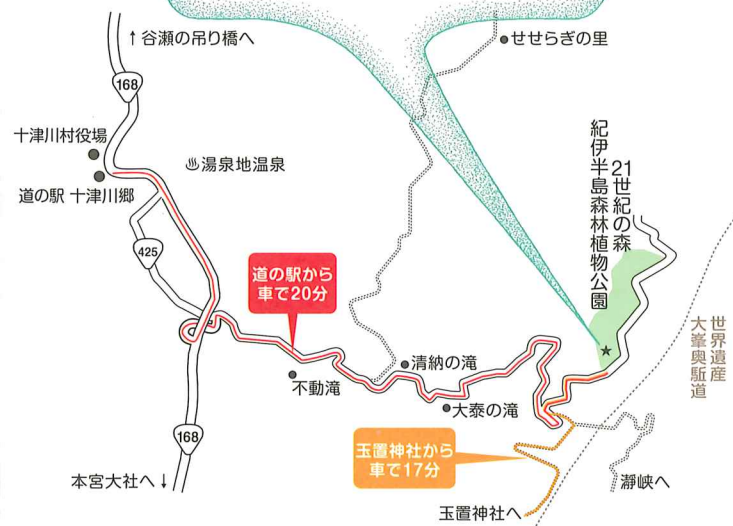 ↑谷瀬の吊り橋へ
せせらぎの里
168
十津川村役場
道の駅 十津川郷
♨湯泉地温泉
21世紀の森
紀伊半島森林植物公園
425
道の駅から
車で20分
世界遺産
大峯奥駈道
清納の滝
不動滝
大泰の滝
168
玉置神社から
車で17分
本宮大社へ↓
瀞峡へ
玉置神社へ